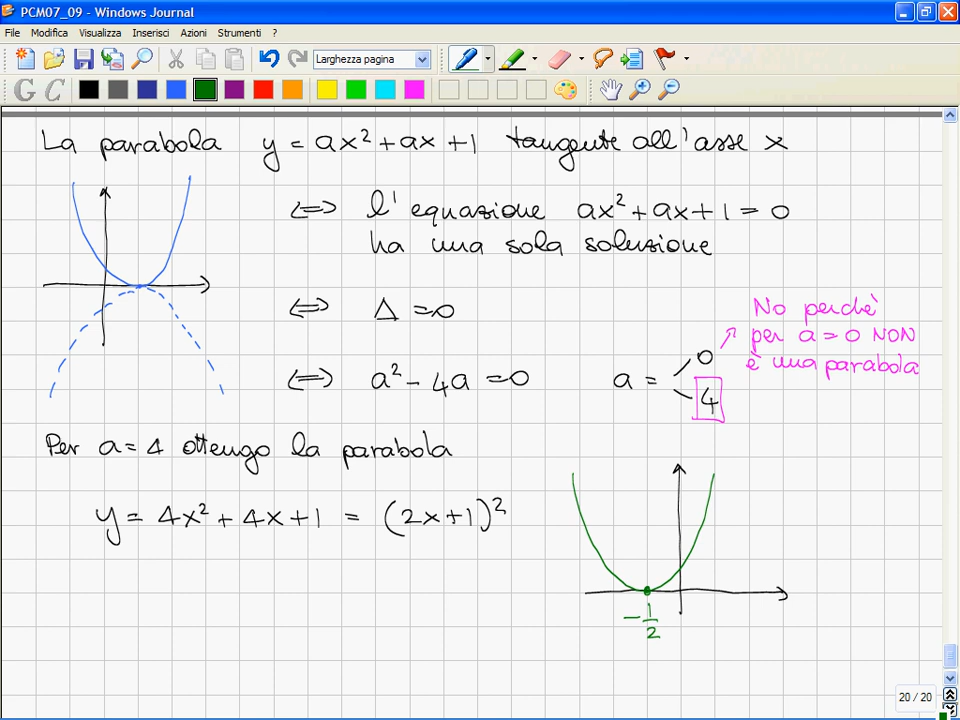 PCM07_09 - Windows Journal
File Modifica Visualizza Inserisci Azioni Strumenti ?
Larghezza pagina
G C
La parabola y = ax² + ax + 1 tangente all'asse x
⇔ l'equazione ax² + ax + 1 = 0
ha una sola soluzione
⇔ Δ = 0
⇔ a² - 4a = 0 a = 0
4
No perchè
per a = 0 NON
è una parabola
Per a = 4 ottengo la parabola
y = 4x² + 4x + 1 = (2x+1)²
-1/2
20 / 20